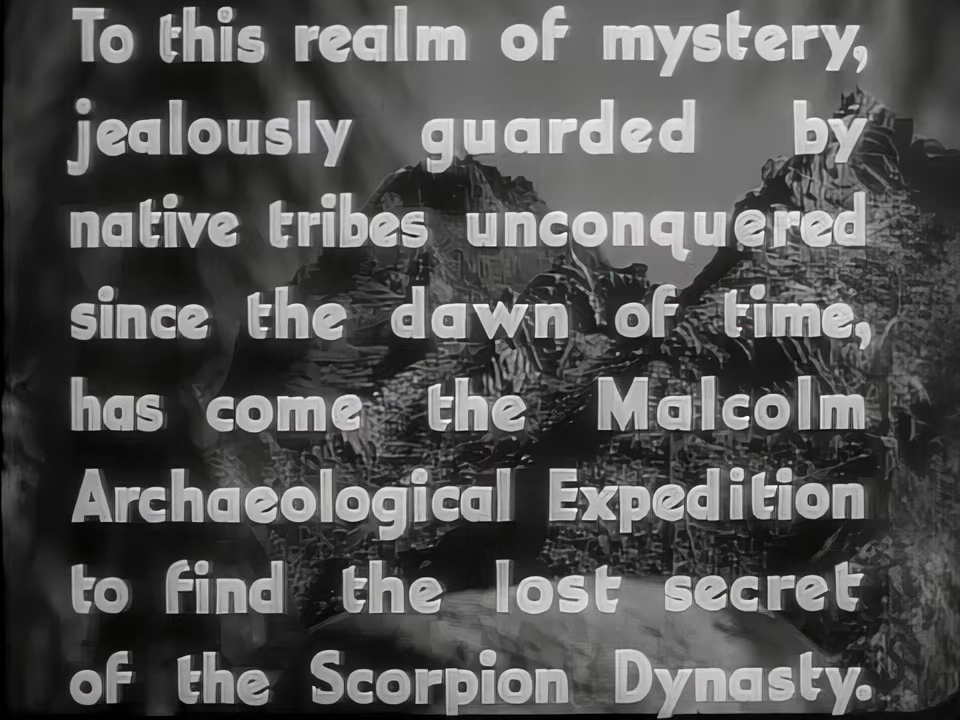 To this realm of mystery,
jealously guarded by
native tribes unconquered
since the dawn of time,
has come the Malcolm
Archaeological Expedition
to find the lost secret
of the Scorpion Dynasty.